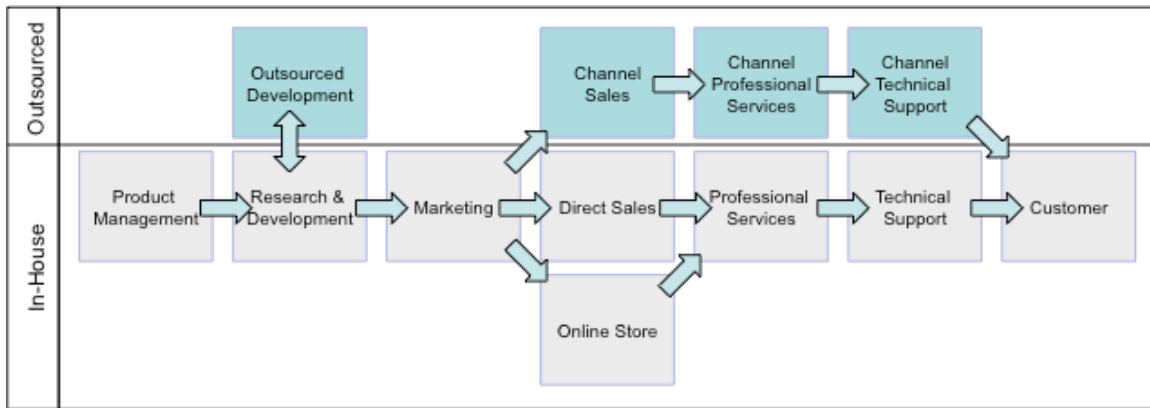 Outsourced
Outsourced
Development
Channel
Sales
Channel
Professional
Services
Channel
Technical
Support
In-House
Product
Management
Research &
Development
Marketing
Direct Sales
Professional
Services
Technical
Support
Customer
Online Store